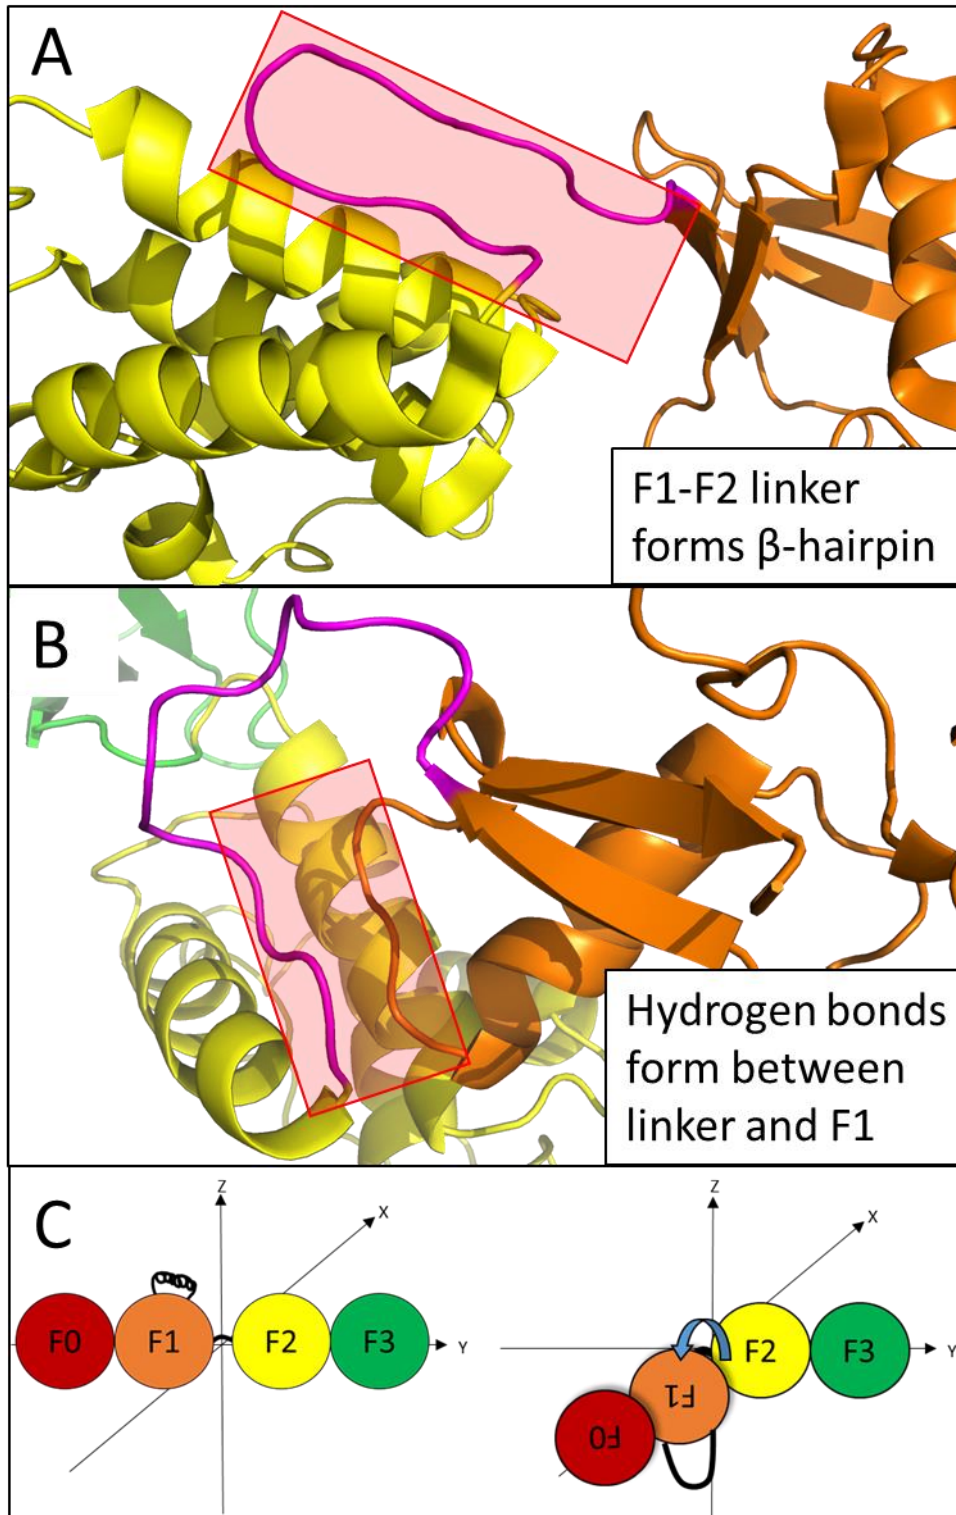 A
F1-F2 linker
forms β-hairpin
B
Hydrogen bonds
form between
linker and F1
C
Z
X
F0
F1
F2
F3
Y
Z
X
F2
F3
Y
F1
F0